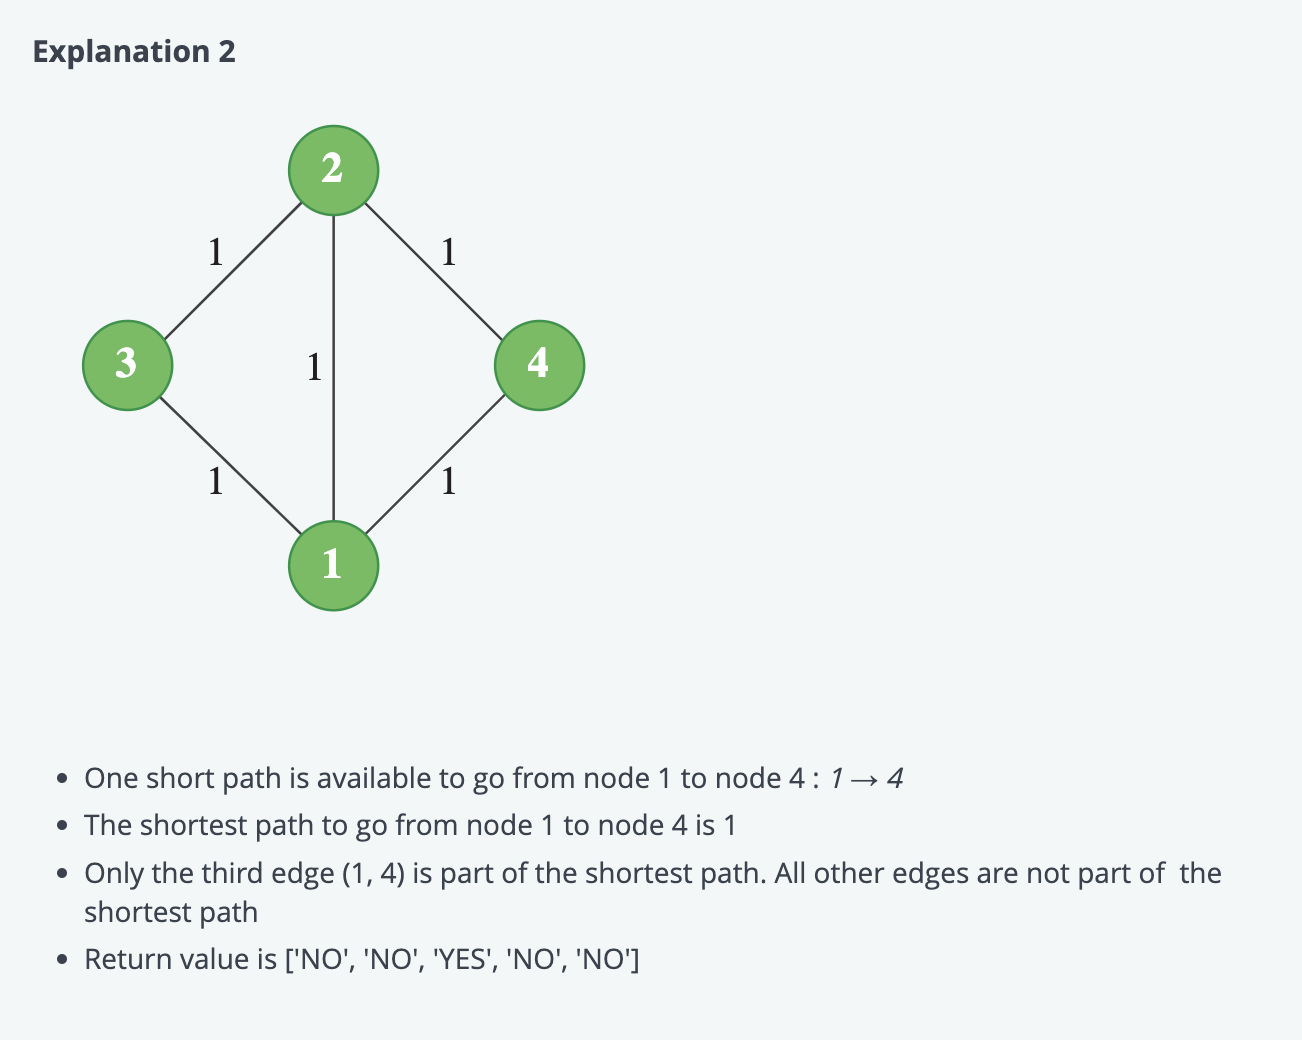 Explanation 2
2
1
1
3
1
4
1
1
1
• One short path is available to go from node 1 to node 4 : 1 → 4
• The shortest path to go from node 1 to node 4 is 1
• Only the third edge (1, 4) is part of the shortest path. All other edges are not part of  the
shortest path
• Return value is ['NO', 'NO', 'YES', 'NO', 'NO']